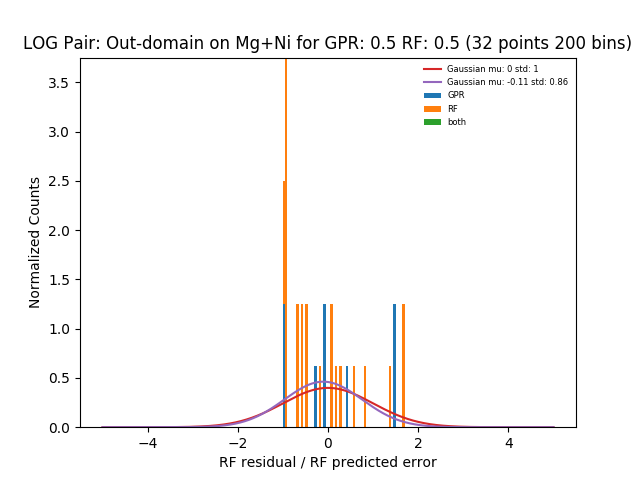 LOG Pair: Out-domain on Mg+Ni for GPR: 0.5 RF: 0.5 (32 points 200 bins)
Gaussian mu: 0 std: 1
Gaussian mu: -0.11 std: 0.86
GPR
RF
both
Normalized Counts
3.5
3.0
2.5
2.0
1.5
1.0
0.5
0.0
−4 −2 0 2 4
RF residual / RF predicted error